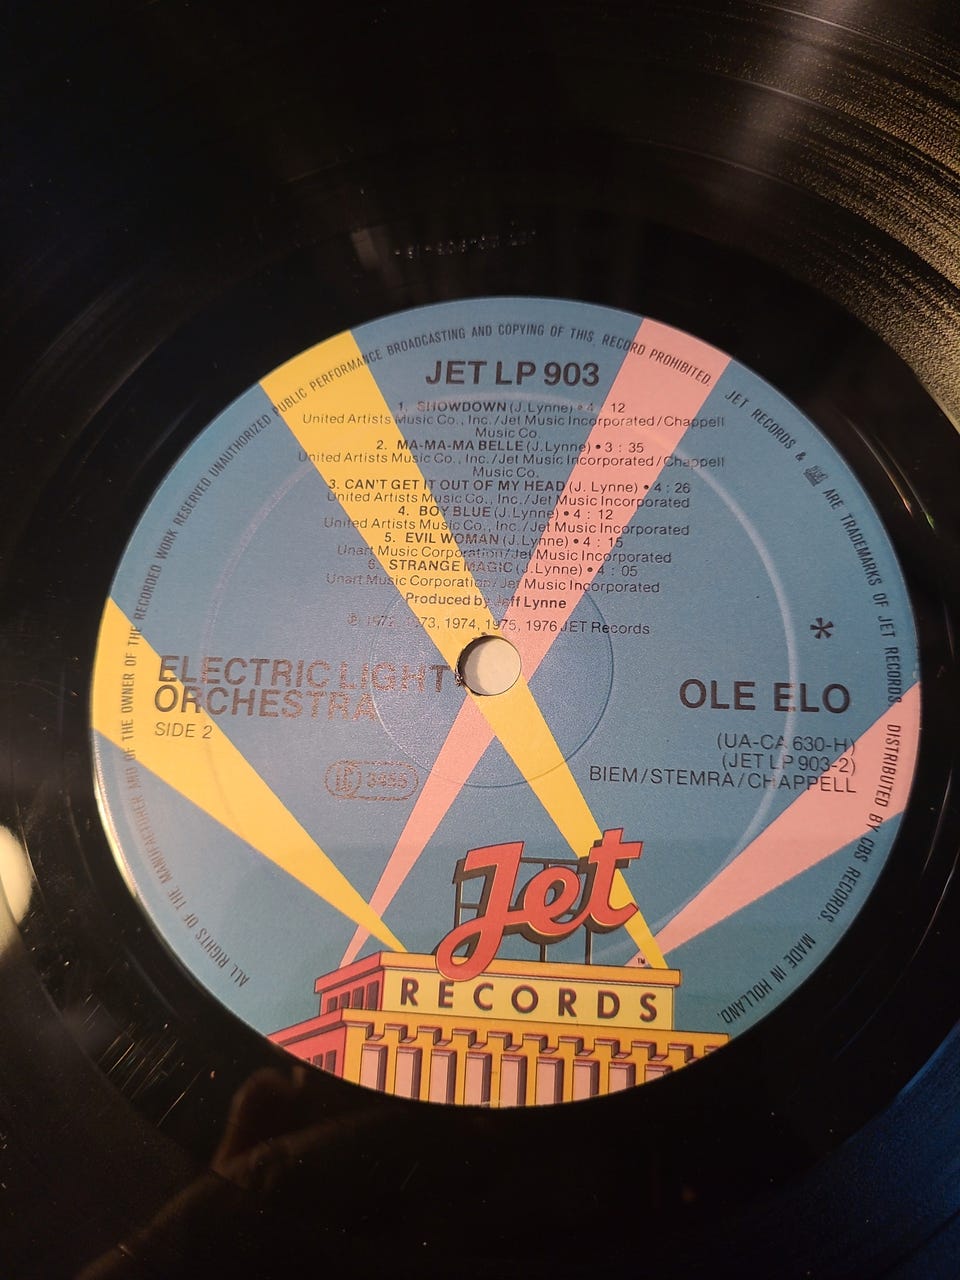 JET LP 903
1. SHOWDOWN (J. Lynne) • 4 : 12
United Artists Music Co., Inc./Jet Music Incorporated/Chappell
Music Co.
2. MA-MA-MA BELLE (J.Lynne) • 3 : 35
United Artists Music Co., Inc./Jet Music Incorporated/Chappell
Music Co.
3. CAN'T GET IT OUT OF MY HEAD (J. Lynne) • 4 : 26
United Artists Music Co., Inc./Jet Music Incorporated
4. BOY BLUE (J.Lynne) • 4 : 12
United Artists Music Co., Inc./Jet Music Incorporated
5. EVIL WOMAN (J.Lynne) • 4 : 15
Unart Music Corporation/Jet Music Incorporated
6. STRANGE MAGIC (J.Lynne) • 4 : 05
Unart Music Corporation/Jet Music Incorporated
Produced by Jeff Lynne
℗ 1972, 1973, 1974, 1975, 1976 JET Records
ELECTRIC LIGHT
ORCHESTRA
SIDE 2
*
OLE ELO
(UA-CA 630-H)
(JET LP 903-2)
BIEM/STEMRA/CHAPPELL
LP
Jet
TM
RECORDS
ALL RIGHTS OF THE MANUFACTURER AND OF THE OWNER OF THE RECORDED WORK RESERVED UNAUTHORIZED PUBLIC PERFORMANCE BROADCASTING AND COPYING OF THIS RECORD PROHIBITED. JET RECORDS & ARE TRADEMARKS OF JET RECORDS DISTRIBUTED BY CBS RECORDS. MADE IN HOLLAND.